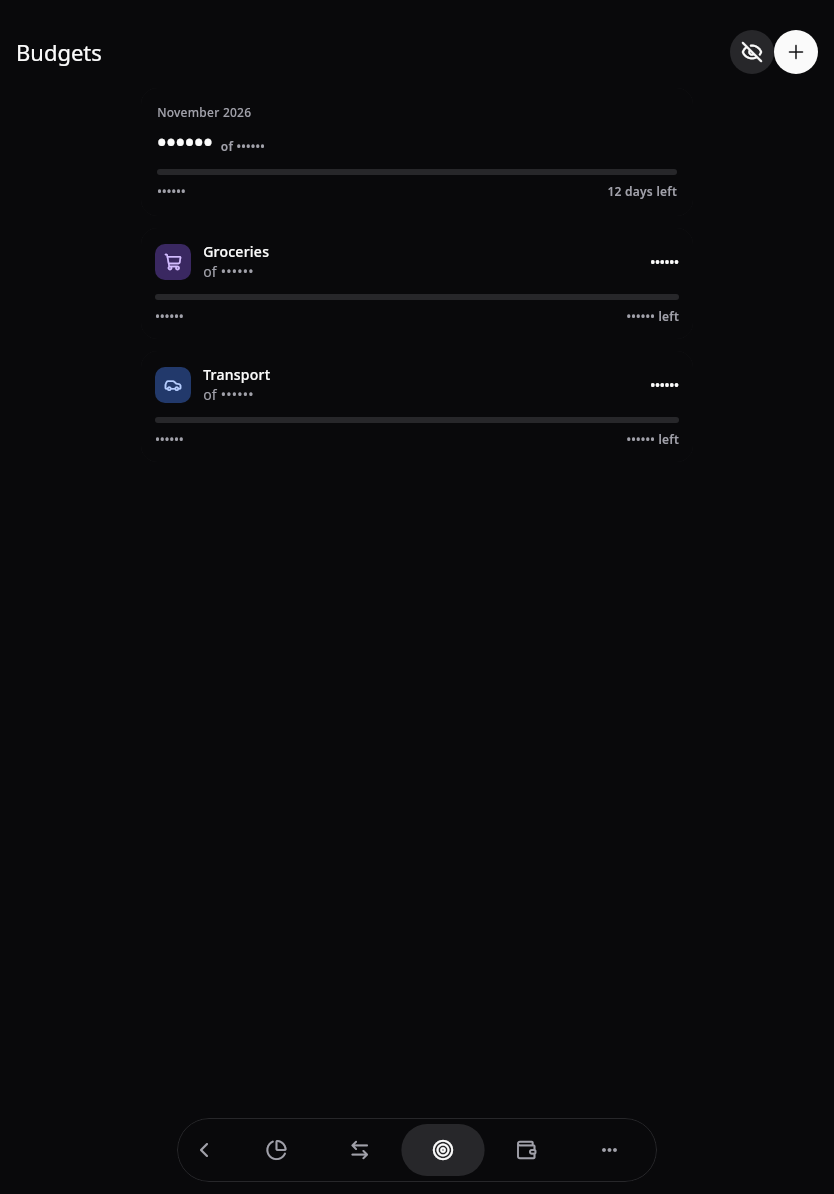 Budgets
November 2026
•••••• of ••••••
•••••• 12 days left
Groceries
of ••••••
••••••
•••••• •••••• left
Transport
of ••••••
••••••
•••••• •••••• left